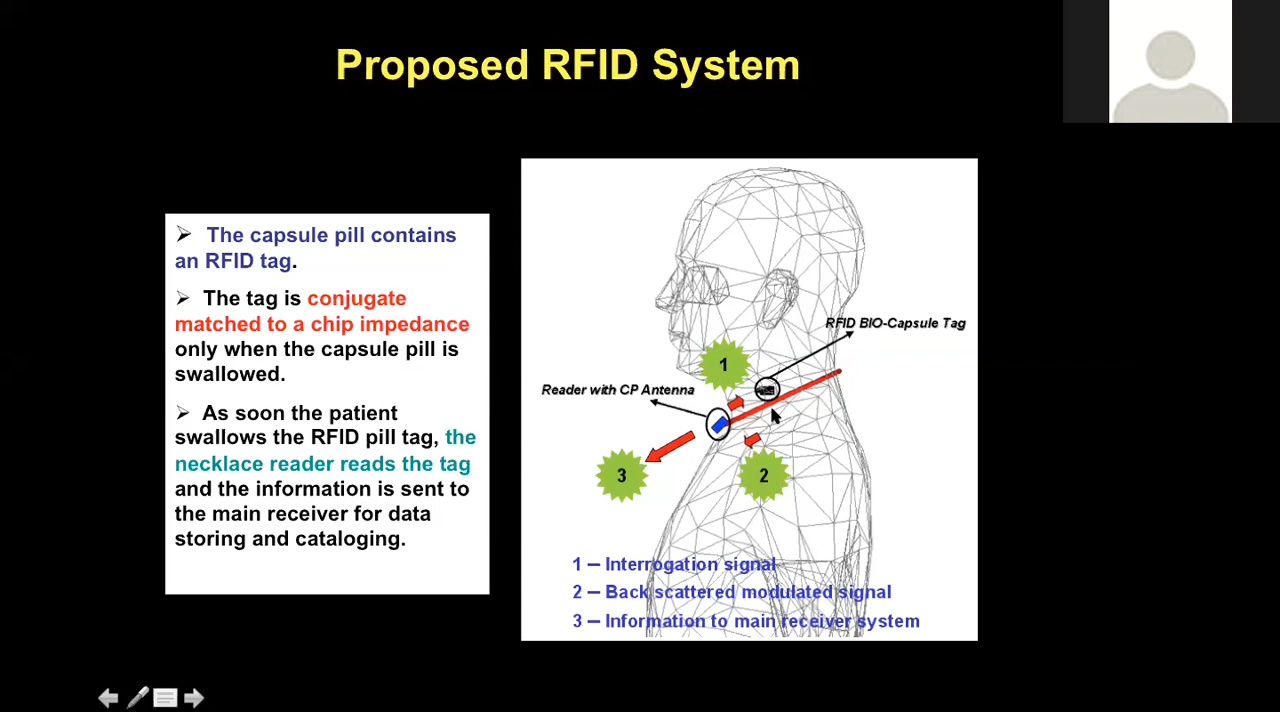 Proposed RFID System
➢ The capsule pill contains
an RFID tag.
➢ The tag is conjugate
matched to a chip impedance
only when the capsule pill is
swallowed.
➢ As soon the patient
swallows the RFID pill tag, the
necklace reader reads the tag
and the information is sent to
the main receiver for data
storing and cataloging.
RFID BIO-Capsule Tag
1
Reader with CP Antenna
3
2
1 – Interrogation signal
2 – Back scattered modulated signal
3 – Information to main receiver system